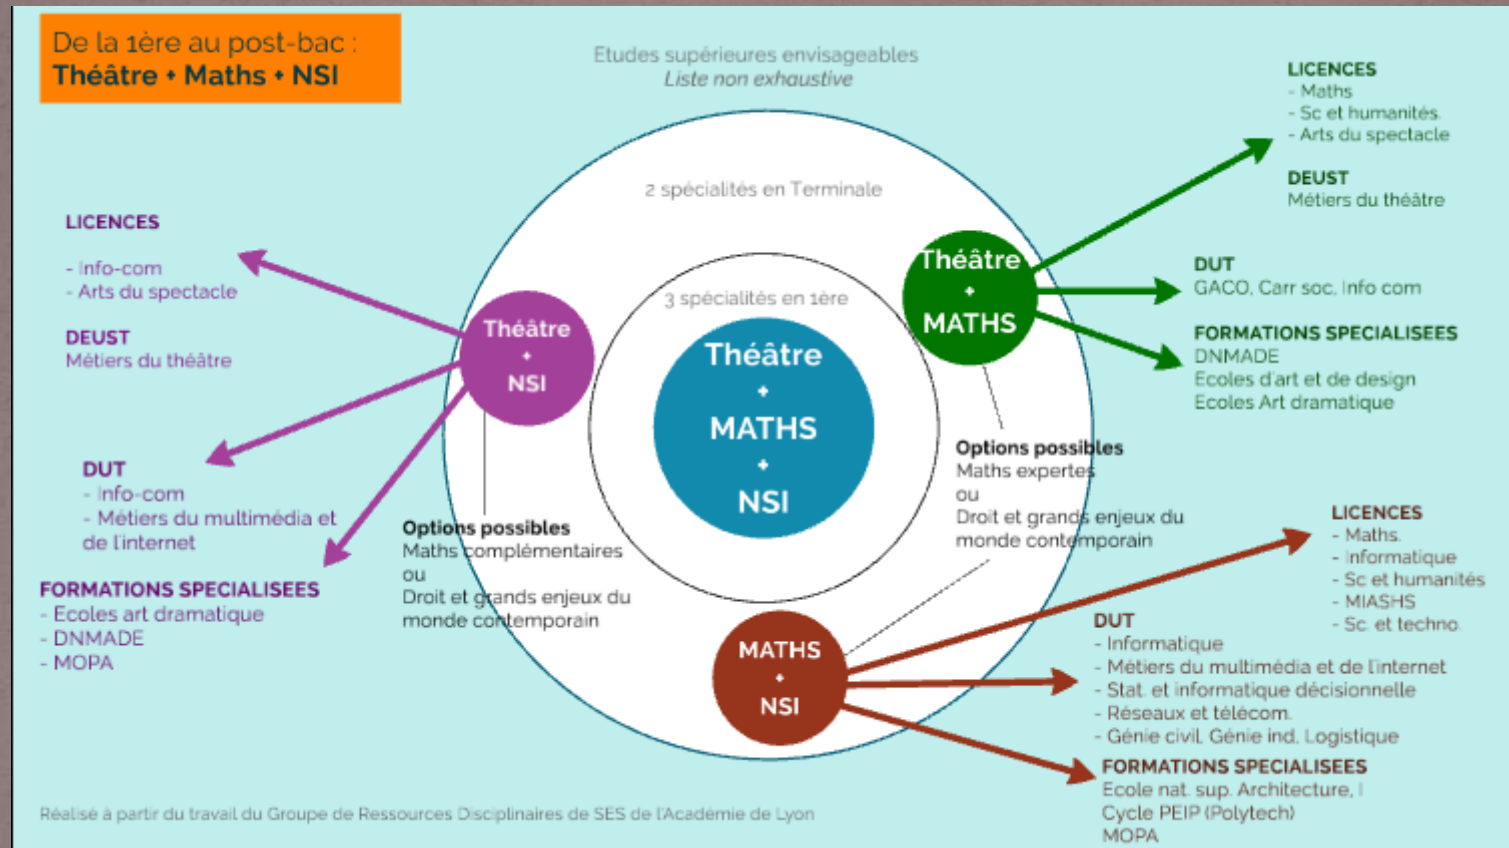 De la 1ère au post-bac :
Théâtre + Maths + NSI
Etudes supérieures envisageables
Liste non exhaustive
2 spécialités en Terminale
3 spécialités en 1ère
Théâtre
+
MATHS
+
NSI
Théâtre
+
NSI
LICENCES
- Info-com
- Arts du spectacle
DEUST
Métiers du théâtre
DUT
- Info-com
- Métiers du multimédia et
de l'internet
FORMATIONS SPECIALISEES
- Ecoles art dramatique
- DNMADE
- MOPA
Options possibles
Maths complémentaires
ou
Droit et grands enjeux du
monde contemporain
Théâtre
+
MATHS
LICENCES
- Maths
- Sc et humanités.
- Arts du spectacle
DEUST
Métiers du théâtre
DUT
GACO, Carr soc, Info com
FORMATIONS SPECIALISEES
DNMADE
Ecoles d'art et de design
Ecoles Art dramatique
Options possibles
Maths expertes
ou
Droit et grands enjeux du
monde contemporain
MATHS
+
NSI
LICENCES
- Maths.
- Informatique
- Sc et humanités
- MIASHS
- Sc. et techno.
DUT
- Informatique
- Métiers du multimédia et de l'internet
- Stat. et informatique décisionnelle
- Réseaux et télécom.
- Génie civil, Génie ind, Logistique
FORMATIONS SPECIALISEES
Ecole nat. sup. Architecture, I
Cycle PEIP (Polytech)
MOPA
Réalisé à partir du travail du Groupe de Ressources Disciplinaires de SES de l'Académie de Lyon